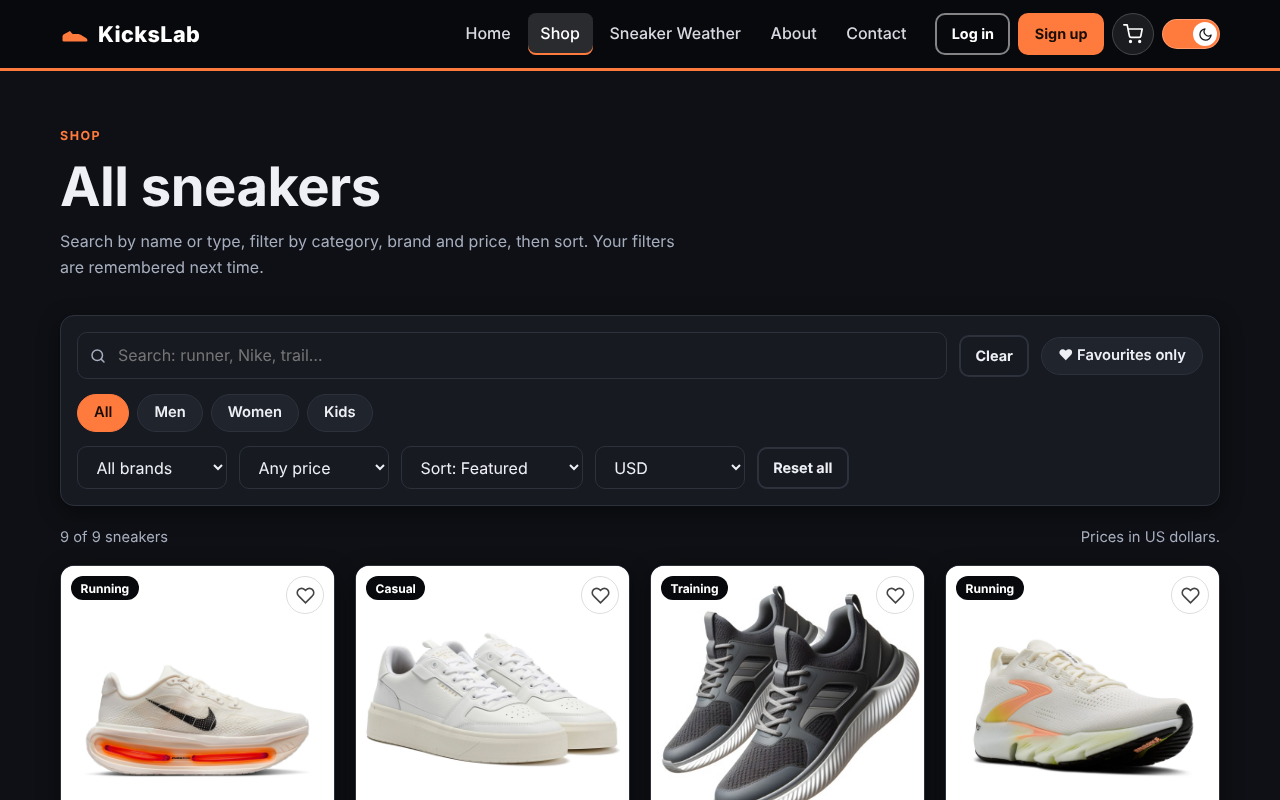 KicksLab
Home
Shop
Sneaker Weather
About
Contact
Log in
Sign up
SHOP
All sneakers
Search by name or type, filter by category, brand and price, then sort. Your filters
are remembered next time.
Search: runner, Nike, trail...
Clear
Favourites only
All
Men
Women
Kids
All brands
Any price
Sort: Featured
USD
Reset all
9 of 9 sneakers
Prices in US dollars.
Running
Casual
Training
Running